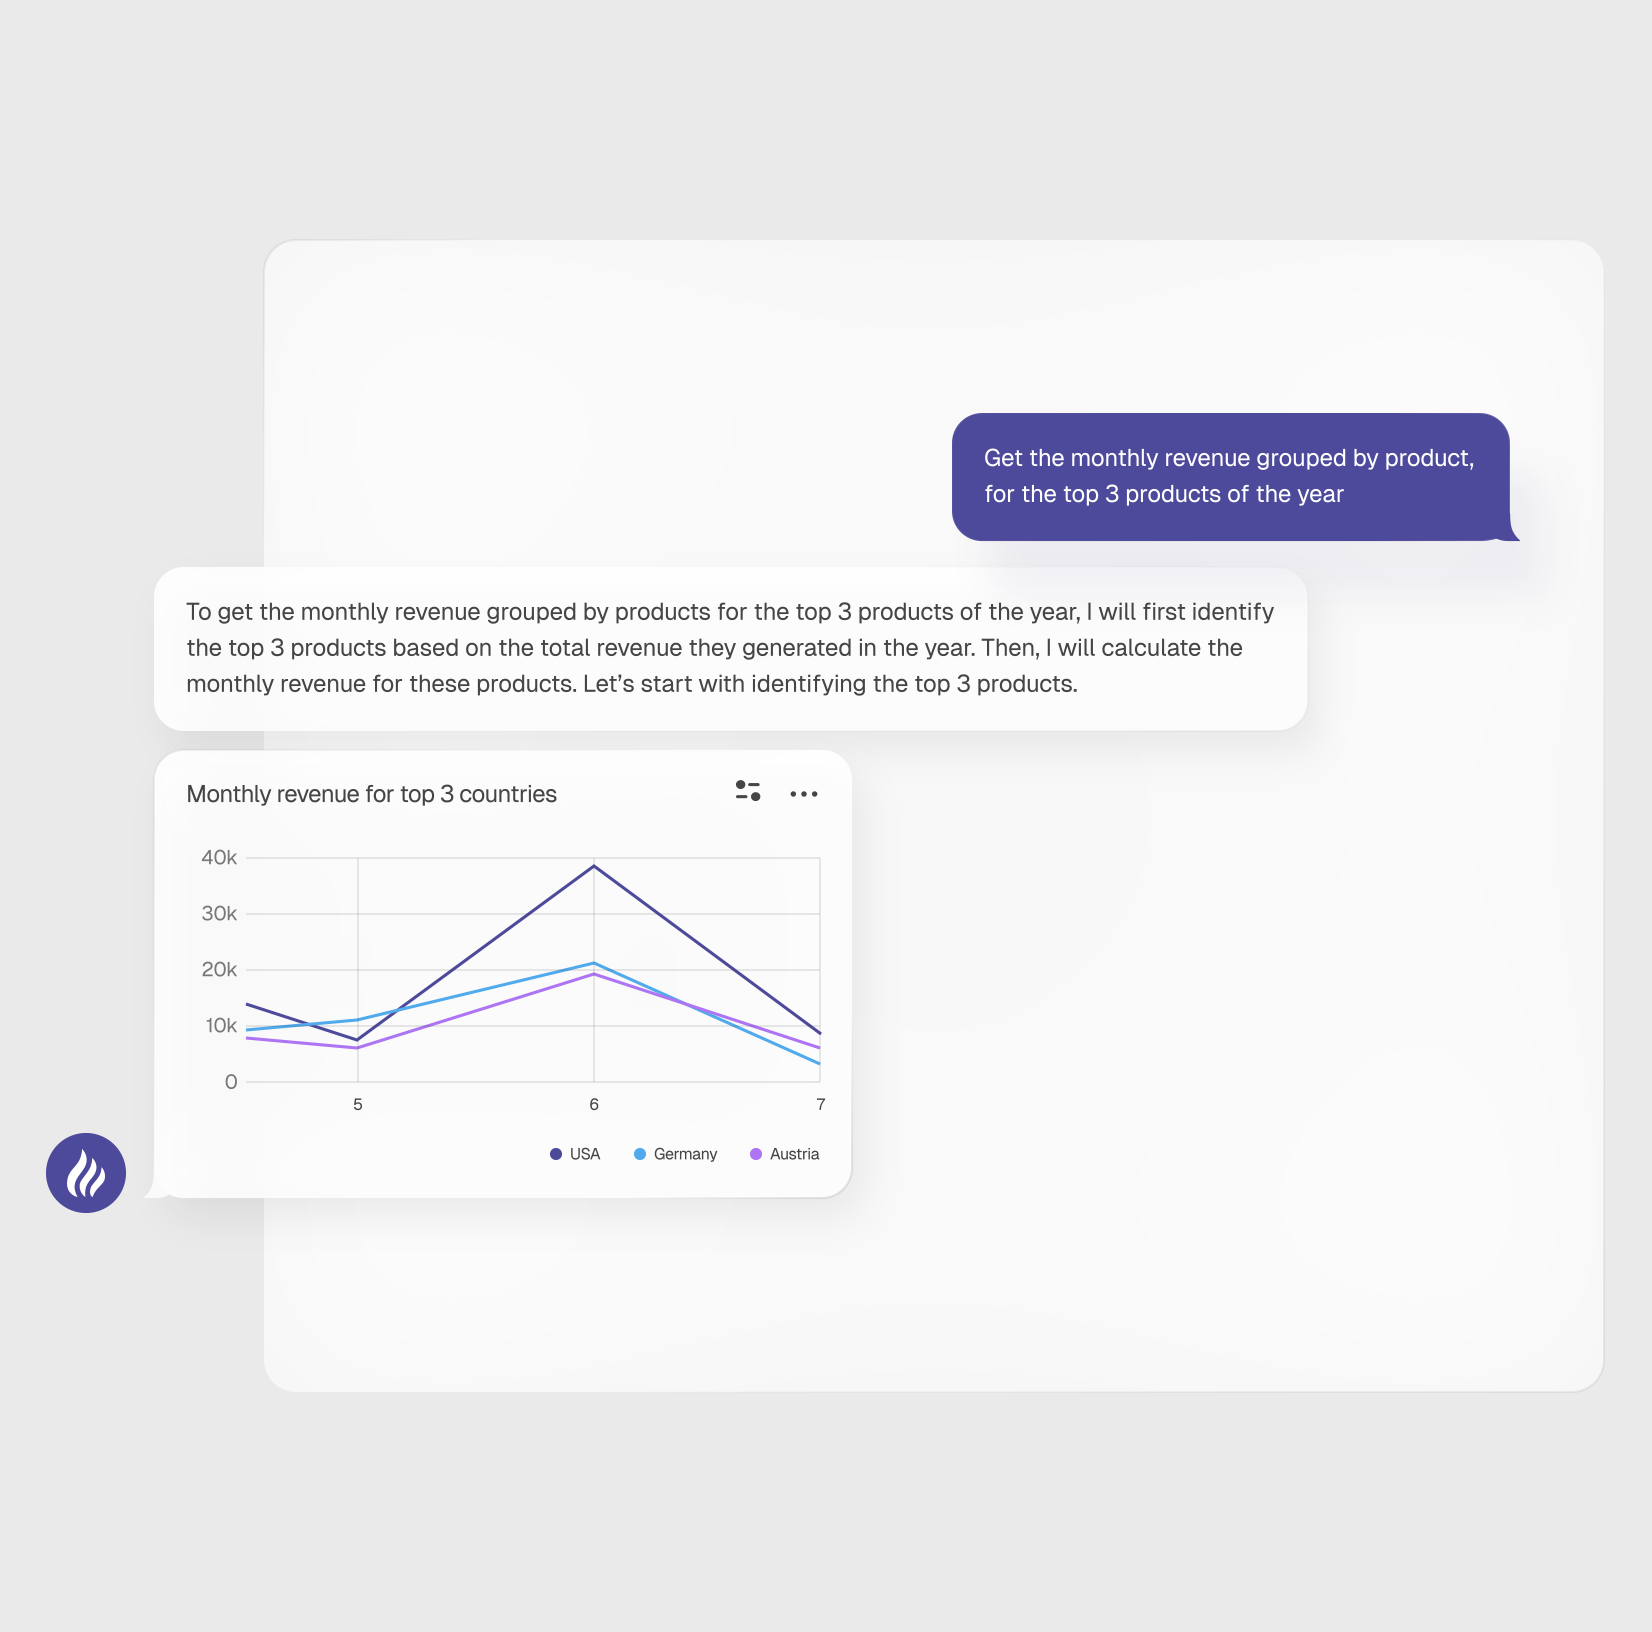 Get the monthly revenue grouped by product,
for the top 3 products of the year
To get the monthly revenue grouped by products for the top 3 products of the year, I will first identify
the top 3 products based on the total revenue they generated in the year. Then, I will calculate the
monthly revenue for these products. Let’s start with identifying the top 3 products.
Monthly revenue for top 3 countries
40k
30k
20k
10k
0
5 6 7
USA Germany Austria